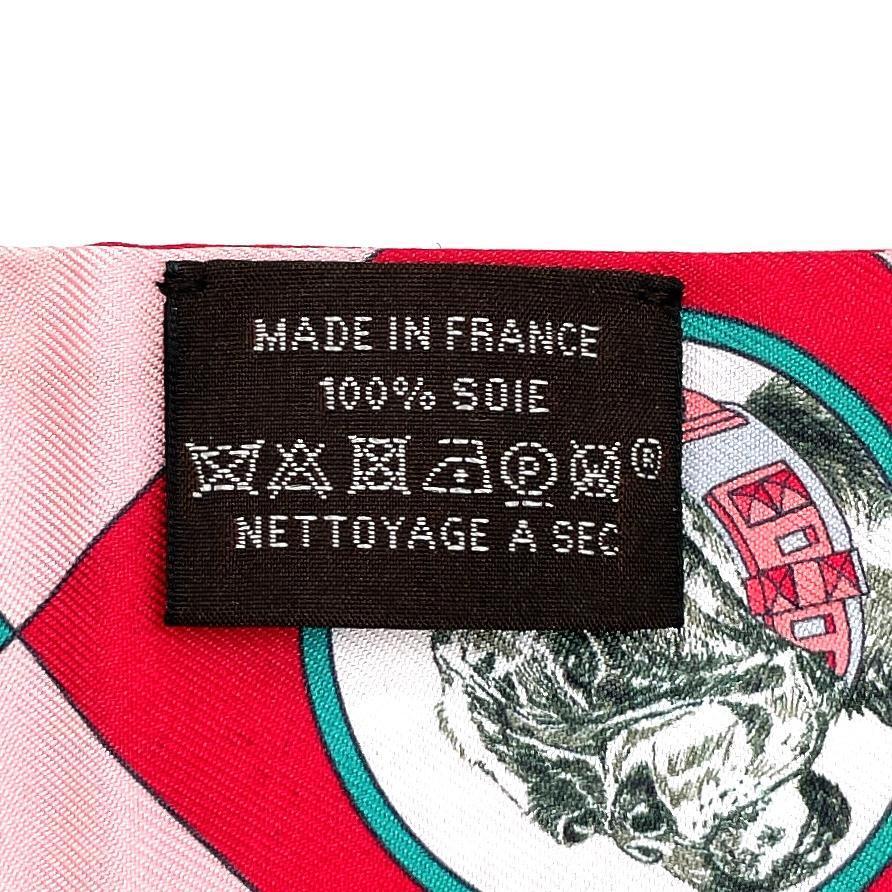 MADE IN FRANCE
100% SOIE
P W ®
NETTOYAGE A SEC